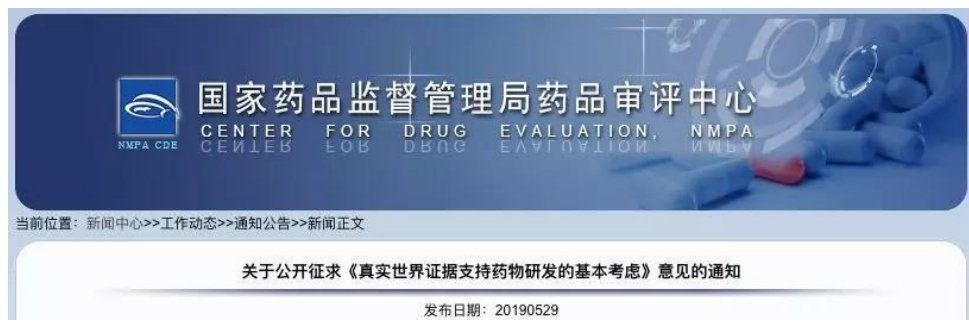 国家药品监督管理局药品审评中心
CENTER FOR DRUG EVALUATION, NMPA
NMPA CDE
当前位置：新闻中心>>工作动态>>通知公告>>新闻正文
关于公开征求《真实世界证据支持药物研发的基本考虑》意见的通知
发布日期：20190529